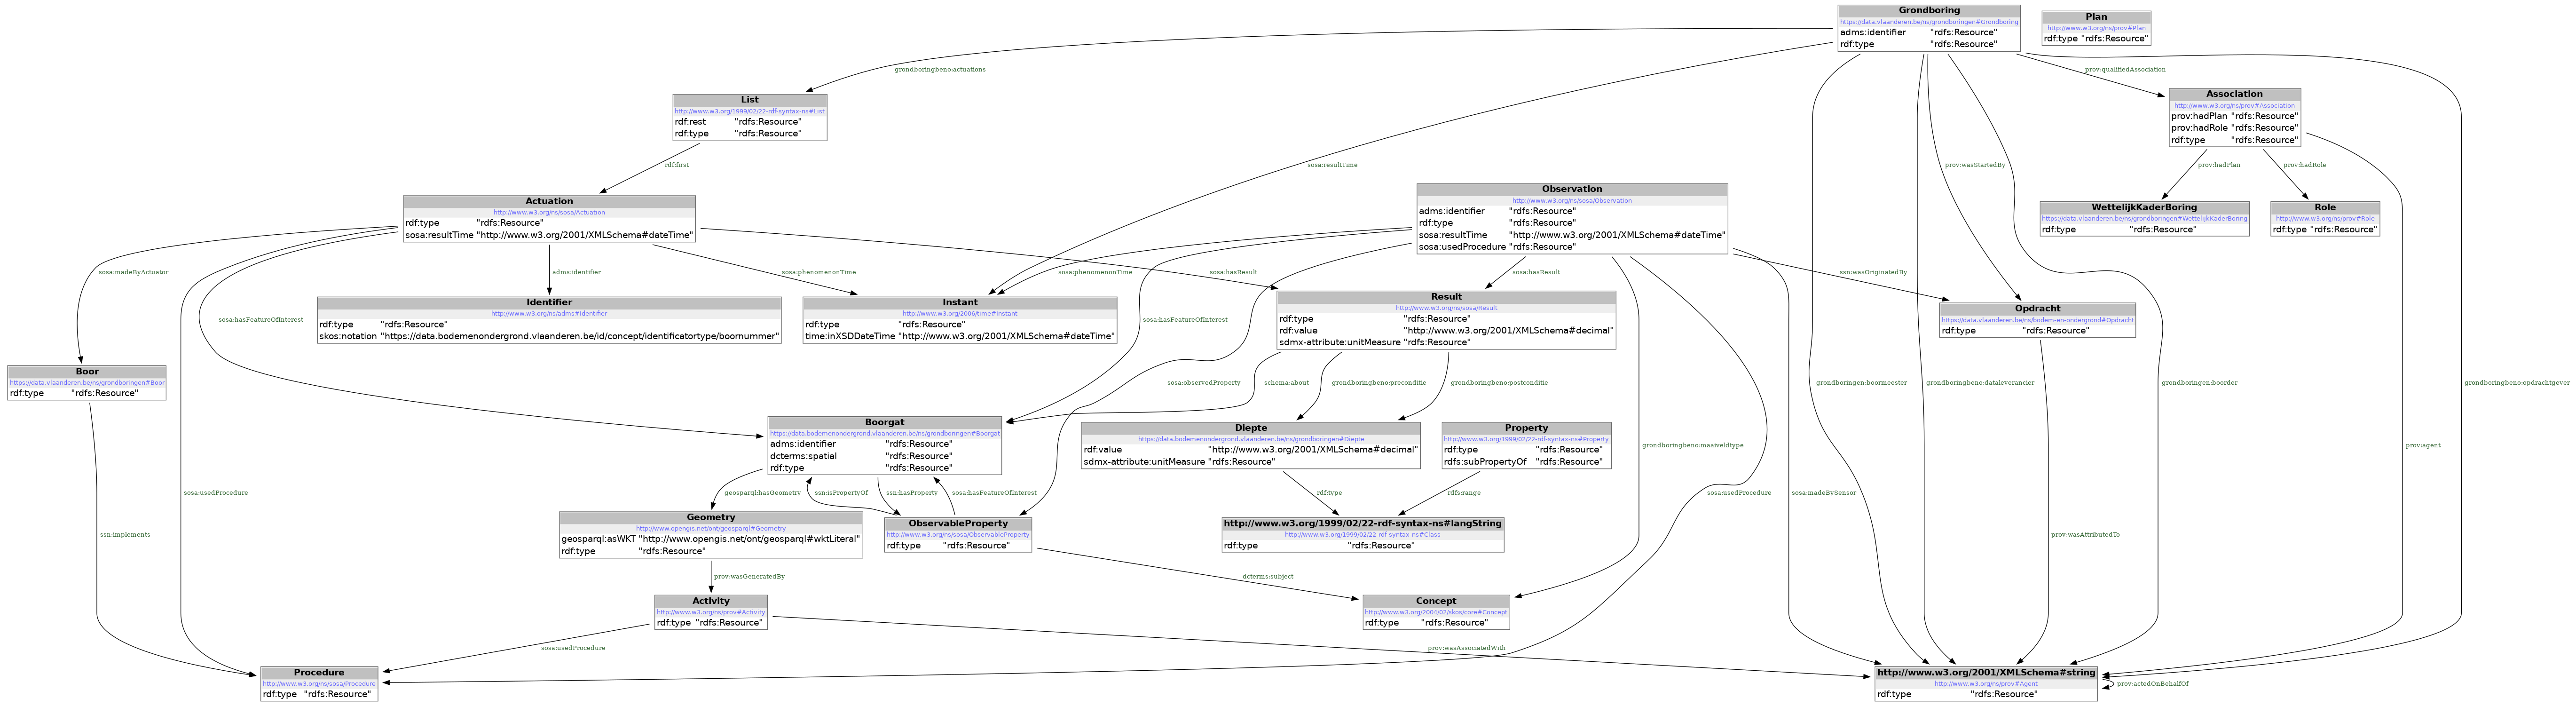 Grondboring
https://data.vlaanderen.be/ns/grondboringen#Grondboring
adms:identifier "rdfs:Resource"
rdf:type "rdfs:Resource"
Plan
http://www.w3.org/ns/prov#Plan
rdf:type "rdfs:Resource"
grondboringbeno:actuations
prov:qualifiedAssociation
List
http://www.w3.org/1999/02/22-rdf-syntax-ns#List
rdf:rest "rdfs:Resource"
rdf:type "rdfs:Resource"
Association
http://www.w3.org/ns/prov#Association
prov:hadPlan "rdfs:Resource"
prov:hadRole "rdfs:Resource"
rdf:type "rdfs:Resource"
rdf:first
sosa:resultTime
prov:wasStartedBy
prov:hadPlan
prov:hadRole
Actuation
http://www.w3.org/ns/sosa/Actuation
rdf:type "rdfs:Resource"
sosa:resultTime "http://www.w3.org/2001/XMLSchema#dateTime"
Observation
http://www.w3.org/ns/sosa/Observation
adms:identifier "rdfs:Resource"
rdf:type "rdfs:Resource"
sosa:resultTime "http://www.w3.org/2001/XMLSchema#dateTime"
sosa:usedProcedure "rdfs:Resource"
WettelijkKaderBoring
https://data.vlaanderen.be/ns/grondboringen#WettelijkKaderBoring
rdf:type "rdfs:Resource"
Role
http://www.w3.org/ns/prov#Role
rdf:type "rdfs:Resource"
sosa:madeByActuator
adms:identifier
sosa:phenomenonTime
sosa:phenomenonTime
sosa:hasResult
sosa:hasResult
ssn:wasOriginatedBy
Identifier
http://www.w3.org/ns/adms#Identifier
rdf:type "rdfs:Resource"
skos:notation "https://data.bodemenondergrond.vlaanderen.be/id/concept/identificatortype/boornummer"
Instant
http://www.w3.org/2006/time#Instant
rdf:type "rdfs:Resource"
time:inXSDDateTime "http://www.w3.org/2001/XMLSchema#dateTime"
Result
http://www.w3.org/ns/sosa/Result
rdf:type "rdfs:Resource"
rdf:value "http://www.w3.org/2001/XMLSchema#decimal"
sdmx-attribute:unitMeasure "rdfs:Resource"
Opdracht
https://data.vlaanderen.be/ns/bodem-en-ondergrond#Opdracht
rdf:type "rdfs:Resource"
sosa:hasFeatureOfInterest
sosa:hasFeatureOfInterest
Boor
https://data.vlaanderen.be/ns/grondboringen#Boor
rdf:type "rdfs:Resource"
sosa:observedProperty
schema:about
grondboringbeno:preconditie
grondboringbeno:postconditie
grondboringen:boormeester
grondboringbeno:dataleverancier
grondboringen:boorder
grondboringbeno:opdrachtgever
Boorgat
https://data.bodemenondergrond.vlaanderen.be/ns/grondboringen#Boorgat
adms:identifier "rdfs:Resource"
dcterms:spatial "rdfs:Resource"
rdf:type "rdfs:Resource"
Diepte
https://data.bodemenondergrond.vlaanderen.be/ns/grondboringen#Diepte
rdf:value "http://www.w3.org/2001/XMLSchema#decimal"
sdmx-attribute:unitMeasure "rdfs:Resource"
Property
http://www.w3.org/1999/02/22-rdf-syntax-ns#Property
rdf:type "rdfs:Resource"
rdfs:subPropertyOf "rdfs:Resource"
grondboringbeno:maaiveldtype
prov:agent
sosa:usedProcedure
geosparql:hasGeometry
ssn:isPropertyOf
ssn:hasProperty
sosa:hasFeatureOfInterest
rdf:type
rdfs:range
sosa:usedProcedure
sosa:madeBySensor
Geometry
http://www.opengis.net/ont/geosparql#Geometry
geosparql:asWKT "http://www.opengis.net/ont/geosparql#wktLiteral"
rdf:type "rdfs:Resource"
ObservableProperty
http://www.w3.org/ns/sosa/ObservableProperty
rdf:type "rdfs:Resource"
http://www.w3.org/1999/02/22-rdf-syntax-ns#langString
http://www.w3.org/1999/02/22-rdf-syntax-ns#Class
rdf:type "rdfs:Resource"
ssn:implements
prov:wasAttributedTo
prov:wasGeneratedBy
dcterms:subject
Activity
http://www.w3.org/ns/prov#Activity
rdf:type "rdfs:Resource"
Concept
http://www.w3.org/2004/02/skos/core#Concept
rdf:type "rdfs:Resource"
sosa:usedProcedure
prov:wasAssociatedWith
Procedure
http://www.w3.org/ns/sosa/Procedure
rdf:type "rdfs:Resource"
http://www.w3.org/2001/XMLSchema#string
http://www.w3.org/ns/prov#Agent
rdf:type "rdfs:Resource"
prov:actedOnBehalfOf